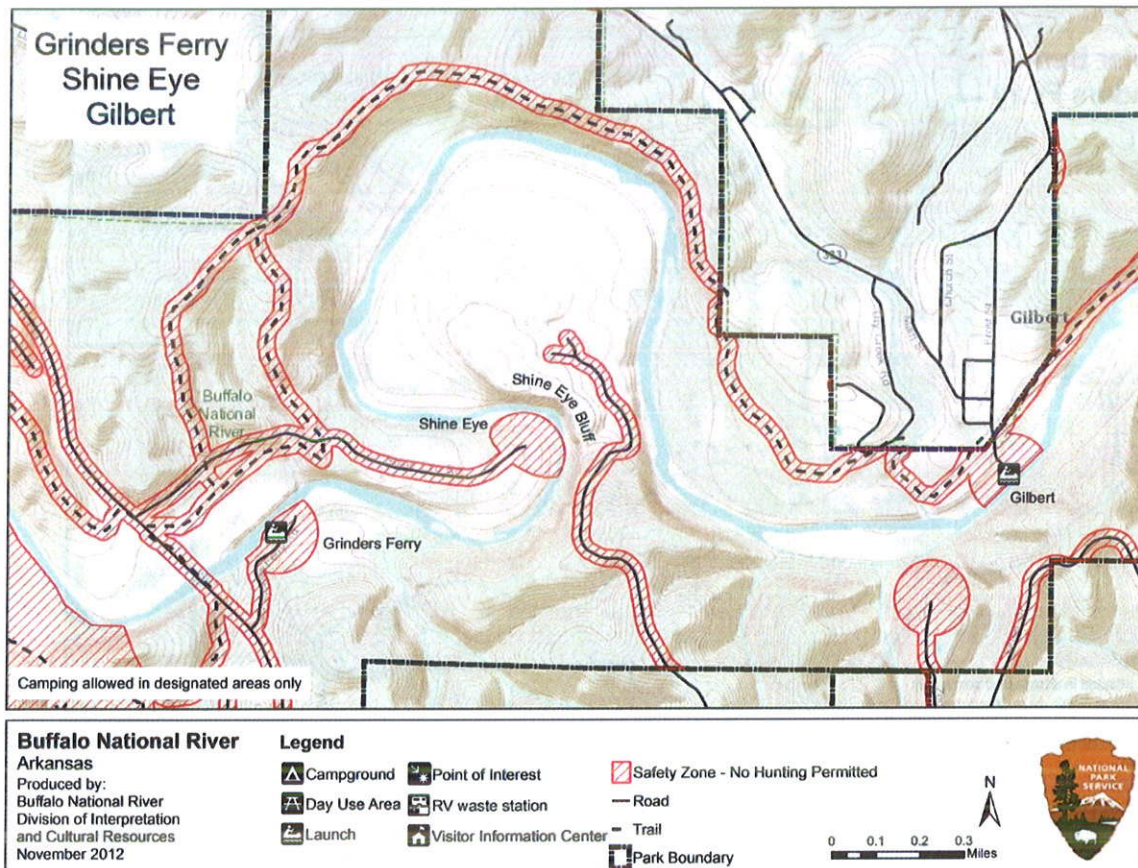 Grinders Ferry
Shine Eye
Gilbert
Buffalo
National
River
Shine Eye
Shine Eye Bluff
Grinders Ferry
333
Gilbert
Gilbert
Camping allowed in designated areas only
Buffalo National River
Arkansas
Produced by:
Buffalo National River
Division of Interpretation
and Cultural Resources
November 2012
Legend
Campground
Day Use Area
Launch
Point of Interest
RV waste station
Visitor Information Center
Safety Zone - No Hunting Permitted
Road
Trail
Park Boundary
N
0 0.1 0.2 0.3
Miles
NATIONAL
PARK
SERVICE